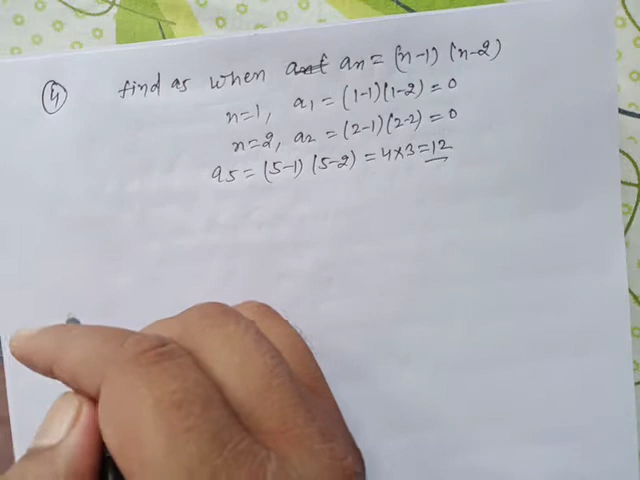 ④ find a5 when an = (n-1) (n-2)
n=1, a1 = (1-1)(1-2) = 0
n=2, a2 = (2-1)(2-2) = 0
a5 = (5-1) (5-2) = 4×3=12